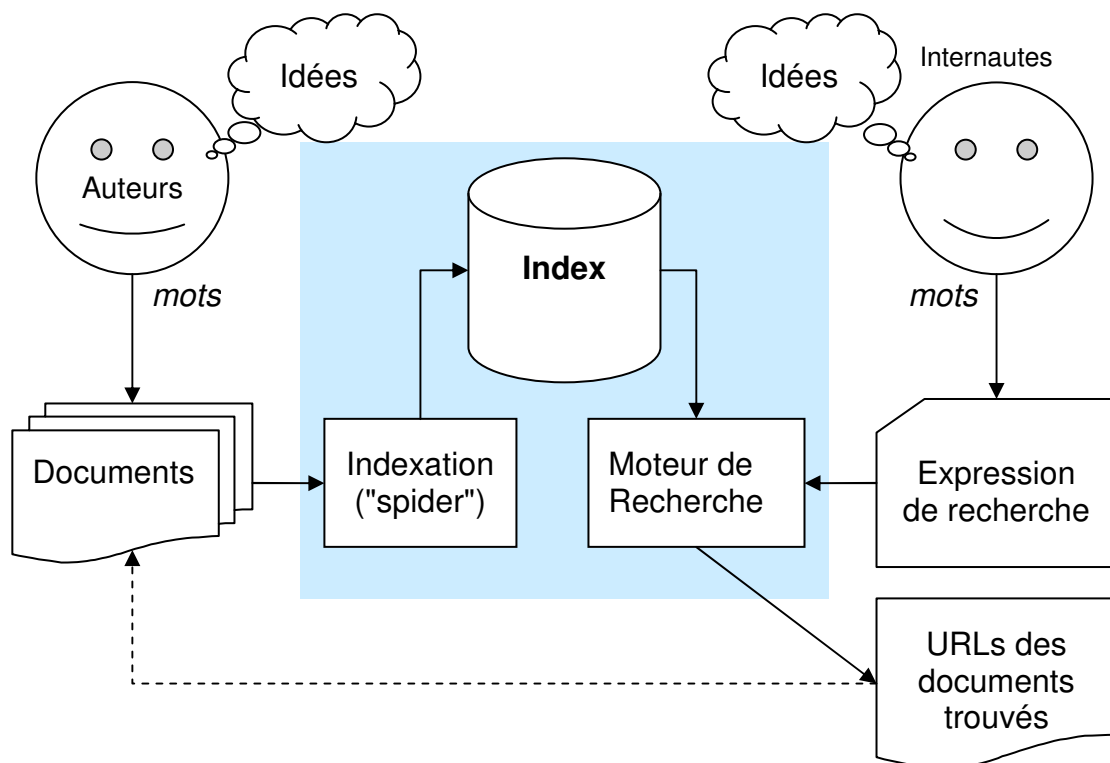 Idées
Idées
Internautes
Auteurs
Index
mots
mots
Documents
Indexation
("spider")
Moteur de
Recherche
Expression
de recherche
URLs des
documents
trouvés